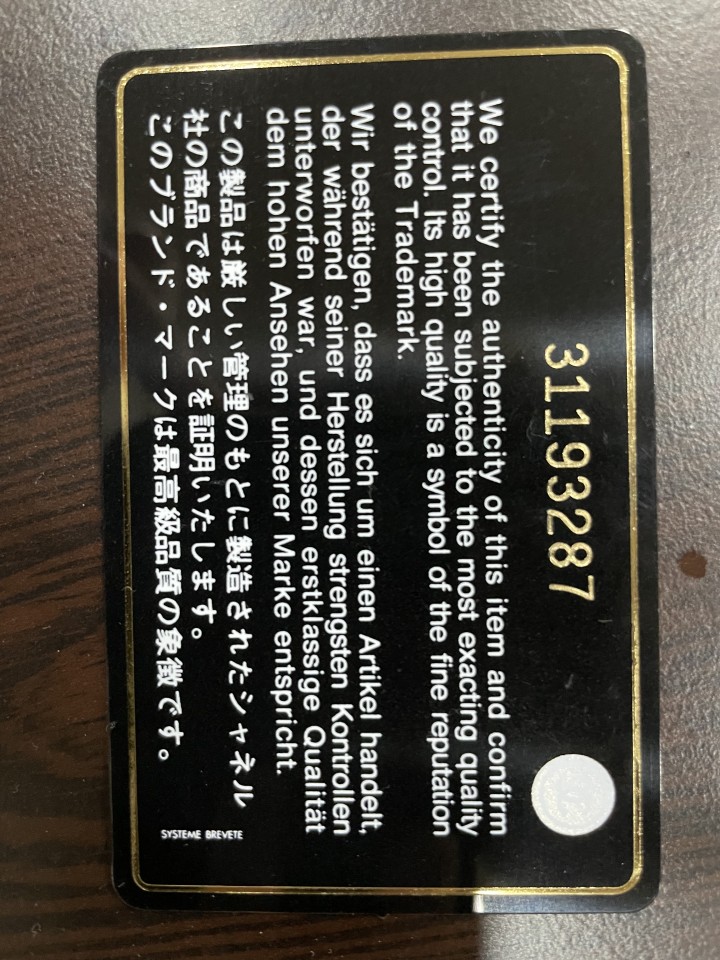 31193287
We certify the authenticity of this item and confirm
that it has been subjected to the most exacting quality
control. Its high quality is a symbol of the fine reputation
of the Trademark.
Wir bestätigen, dass es sich um einen Artikel handelt,
der während seiner Herstellung strengsten Kontrollen
unterworfen war, und dessen erstklassige Qualität
dem hohen Ansehen unserer Marke entspricht.
この製品は厳しい管理のもとに製造されたシャネル
社の商品であることを証明いたします。
このブランド・マークは最高級品質の象徴です。
SYSTEME BREVETE